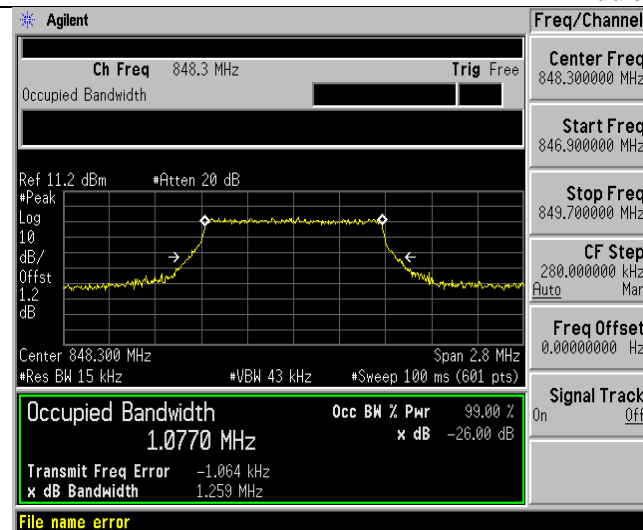 Agilent
Freq/Channel
Ch Freq 848.3 MHz Trig Free
Occupied Bandwidth
Center Freq
848.300000 MHz
Start Freq
846.900000 MHz
Stop Freq
849.700000 MHz
CF Step
280.000000 kHz
Auto Man
Freq Offset
0.00000000 Hz
Signal Track
On Off
Ref 11.2 dBm #Atten 20 dB
#Peak
Log
10
dB/
Offst
1.2
dB
Center 848.300 MHz Span 2.8 MHz
#Res BW 15 kHz #VBW 43 kHz #Sweep 100 ms (601 pts)
Occupied Bandwidth Occ BW % Pwr 99.00 %
1.0770 MHz x dB -26.00 dB
Transmit Freq Error -1.064 kHz
x dB Bandwidth 1.259 MHz
File name error